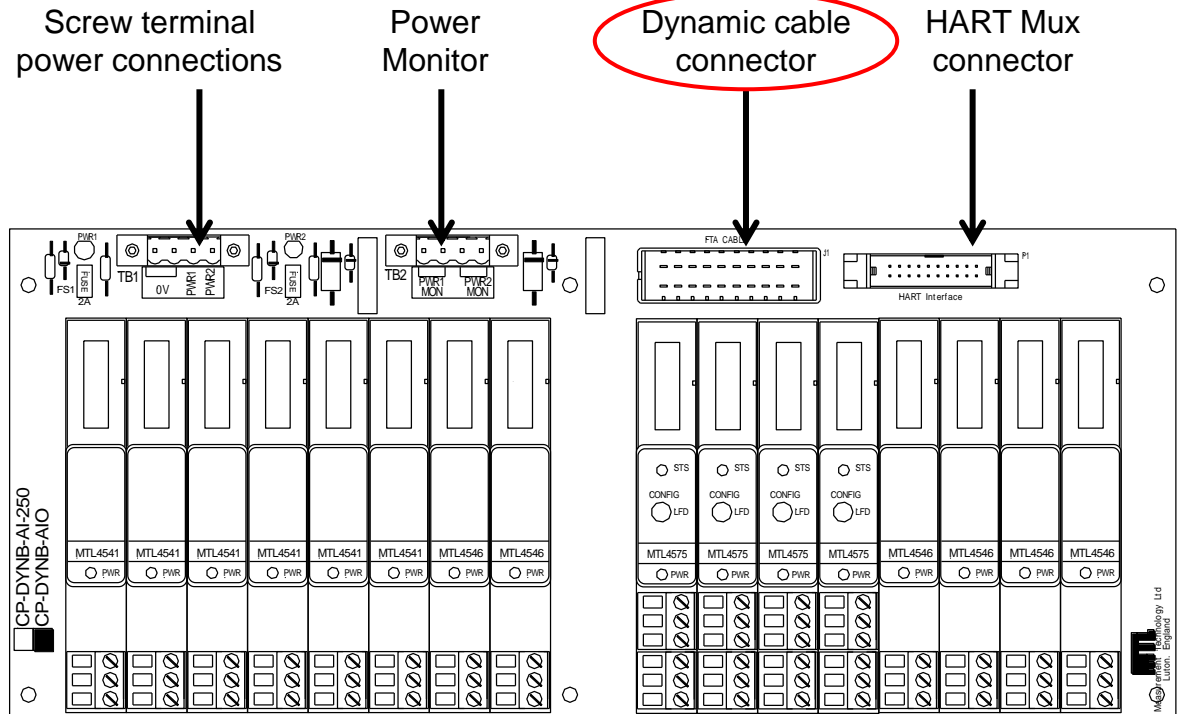 Screw terminal
power connections
Power
Monitor
Dynamic cable
connector
HART Mux
connector
PWR1
FUSE
2A
FS1
TB1
0V
PWR1
PWR2
FS2
PWR2
FUSE
2A
TB2
PWR1
MON
PWR2
MON
FTA CABLE
J1
HART Interface
P1
STS STS STS STS
CONFIG CONFIG CONFIG CONFIG
LFD LFD LFD LFD
MTL4541 MTL4541 MTL4541 MTL4541 MTL4541 MTL4541 MTL4546 MTL4546 MTL4575 MTL4575 MTL4575 MTL4575 MTL4546 MTL4546 MTL4546 MTL4546
PWR PWR PWR PWR PWR PWR PWR PWR PWR PWR PWR PWR PWR PWR PWR PWR
CP-DYNB-AI-250
CP-DYNB-AIO
Measurement Technology Ltd
Luton, England